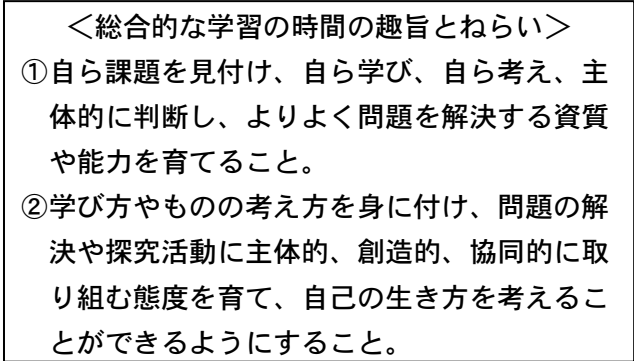 ＜総合的な学習の時間の趣旨とねらい＞
①自ら課題を見付け、自ら学び、自ら考え、主
体的に判断し、よりよく問題を解決する資質
や能力を育てること。
②学び方やものの考え方を身に付け、問題の解
決や探究活動に主体的、創造的、協同的に取
り組む態度を育て、自己の生き方を考えるこ
とができるようにすること。